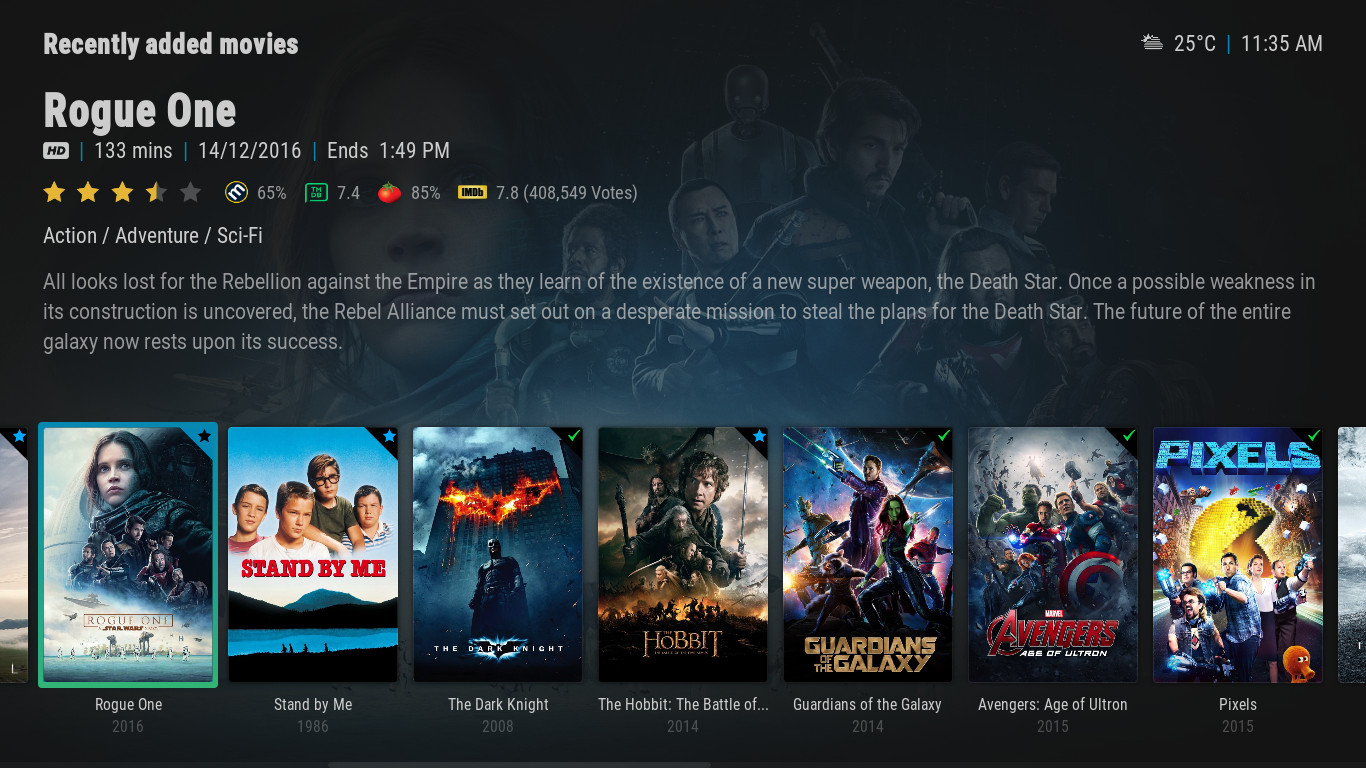 Recently added movies
25°C | 11:35 AM
Rogue One
HD | 133 mins | 14/12/2016 | Ends 1:49 PM
65% TM DB 7.4 85% IMDb 7.8 (408,549 Votes)
Action / Adventure / Sci-Fi
All looks lost for the Rebellion against the Empire as they learn of the existence of a new super weapon, the Death Star. Once a possible weakness in
its construction is uncovered, the Rebel Alliance must set out on a desperate mission to steal the plans for the Death Star. The future of the entire
galaxy now rests upon its success.
L
ROGUE ONE
A STAR WARS STORY
STAND BY ME
THE DARK KNIGHT
THE HOBBIT
GUARDIANS
OF THE GALAXY
MARVEL
AVENGERS
AGE OF ULTRON
PIXELS
Rogue One
2016
Stand by Me
1986
The Dark Knight
2008
The Hobbit: The Battle of...
2014
Guardians of the Galaxy
2014
Avengers: Age of Ultron
2015
Pixels
2015